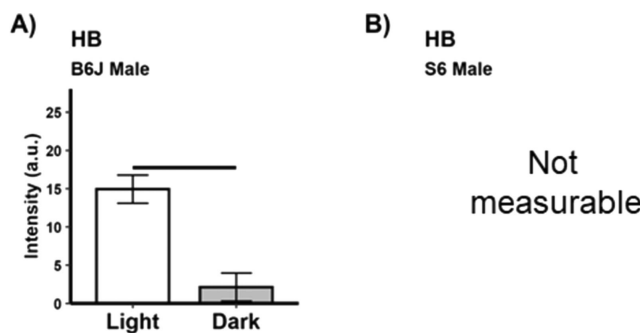 A)
HB
B6J Male
Intensity (a.u.)
25
20
15
10
5
0
Light
Dark
B)
HB
S6 Male
Not
measurable